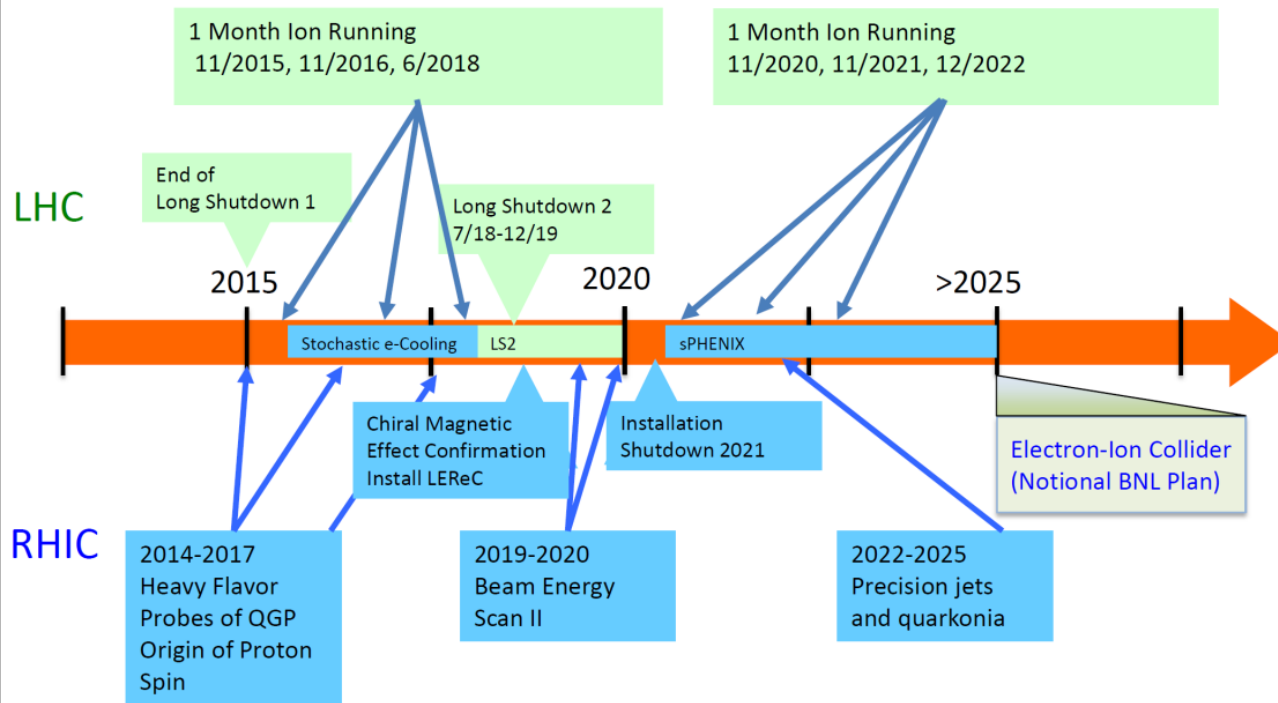 1 Month Ion Running
11/2015, 11/2016, 6/2018
1 Month Ion Running
11/2020, 11/2021, 12/2022
End of
Long Shutdown 1
LHC
Long Shutdown 2
7/18-12/19
2015
2020
>2025
Stochastic e-Cooling
LS2
sPHENIX
Chiral Magnetic
Effect Confirmation
Install LEReC
Installation
Shutdown 2021
Electron-Ion Collider
(Notional BNL Plan)
RHIC
2014-2017
Heavy Flavor
Probes of QGP
Origin of Proton
Spin
2019-2020
Beam Energy
Scan II
2022-2025
Precision jets
and quarkonia